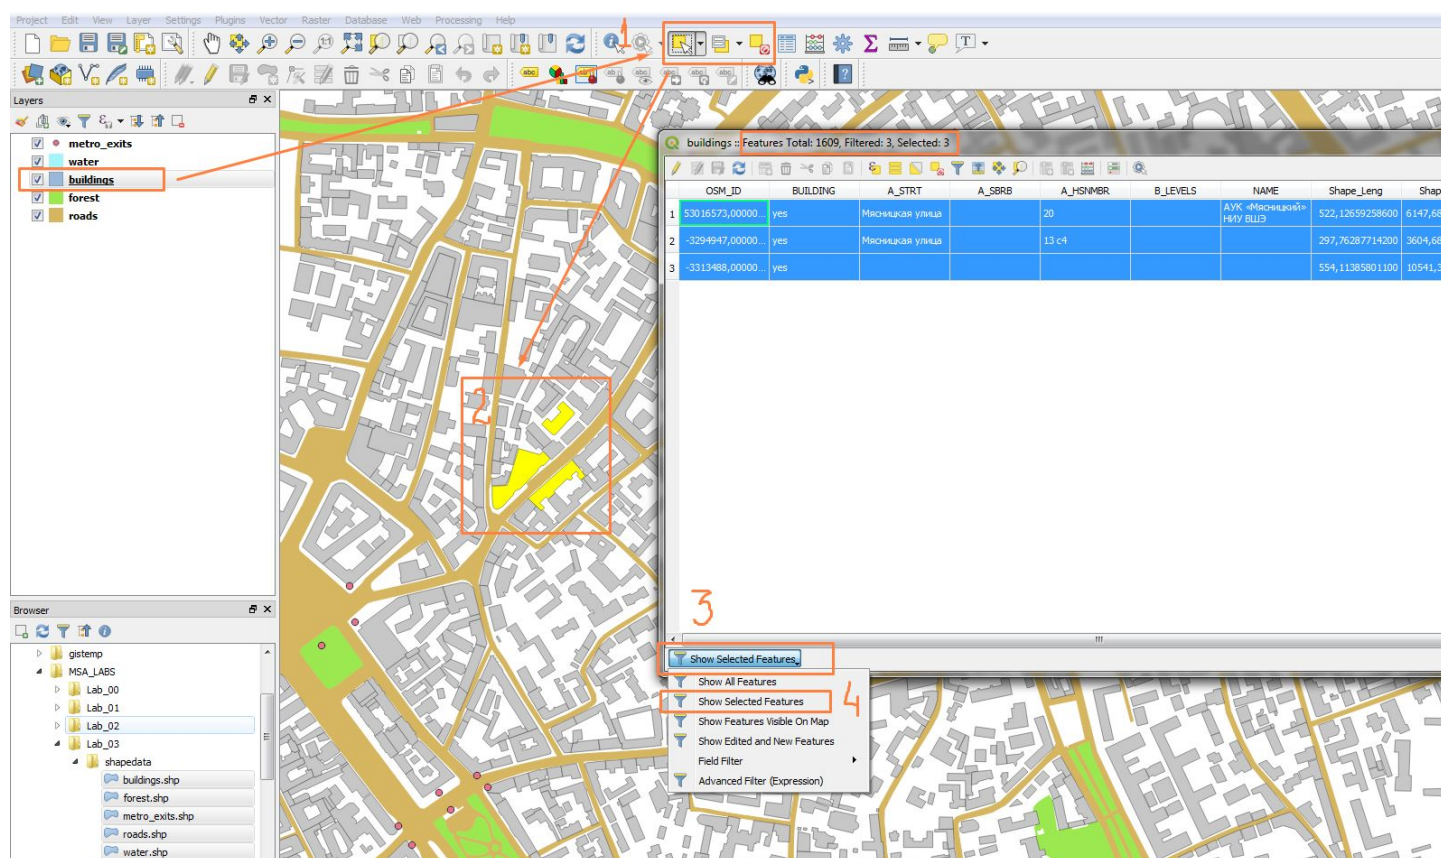 Project Edit View Layer Settings Plugins Vector Raster Database Web Processing Help
1
Layers
metro_exits
water
buildings
forest
roads
buildings :: Features Total: 1609, Filtered: 3, Selected: 3
OSM_ID BUILDING A_STRT A_SBRB A_HSNMBR B_LEVELS NAME Shape_Leng Shap
1 53016573,00000... yes Мясницкая улица 20 АУК «Мясницкий» НИУ ВШЭ 522,12659258600 6147,68
2 -3294947,00000... yes Мясницкая улица 13 с4 297,76287714200 3604,68
3 -3313488,00000... yes 554,11385801100 10541,3
2
3
Show Selected Features
Show All Features
Show Selected Features
4
Show Features Visible On Map
Show Edited and New Features
Field Filter
Advanced Filter (Expression)
Browser
gistemp
MSA_LABS
Lab_00
Lab_01
Lab_02
Lab_03
shapedata
buildings.shp
forest.shp
metro_exits.shp
roads.shp
water.shp